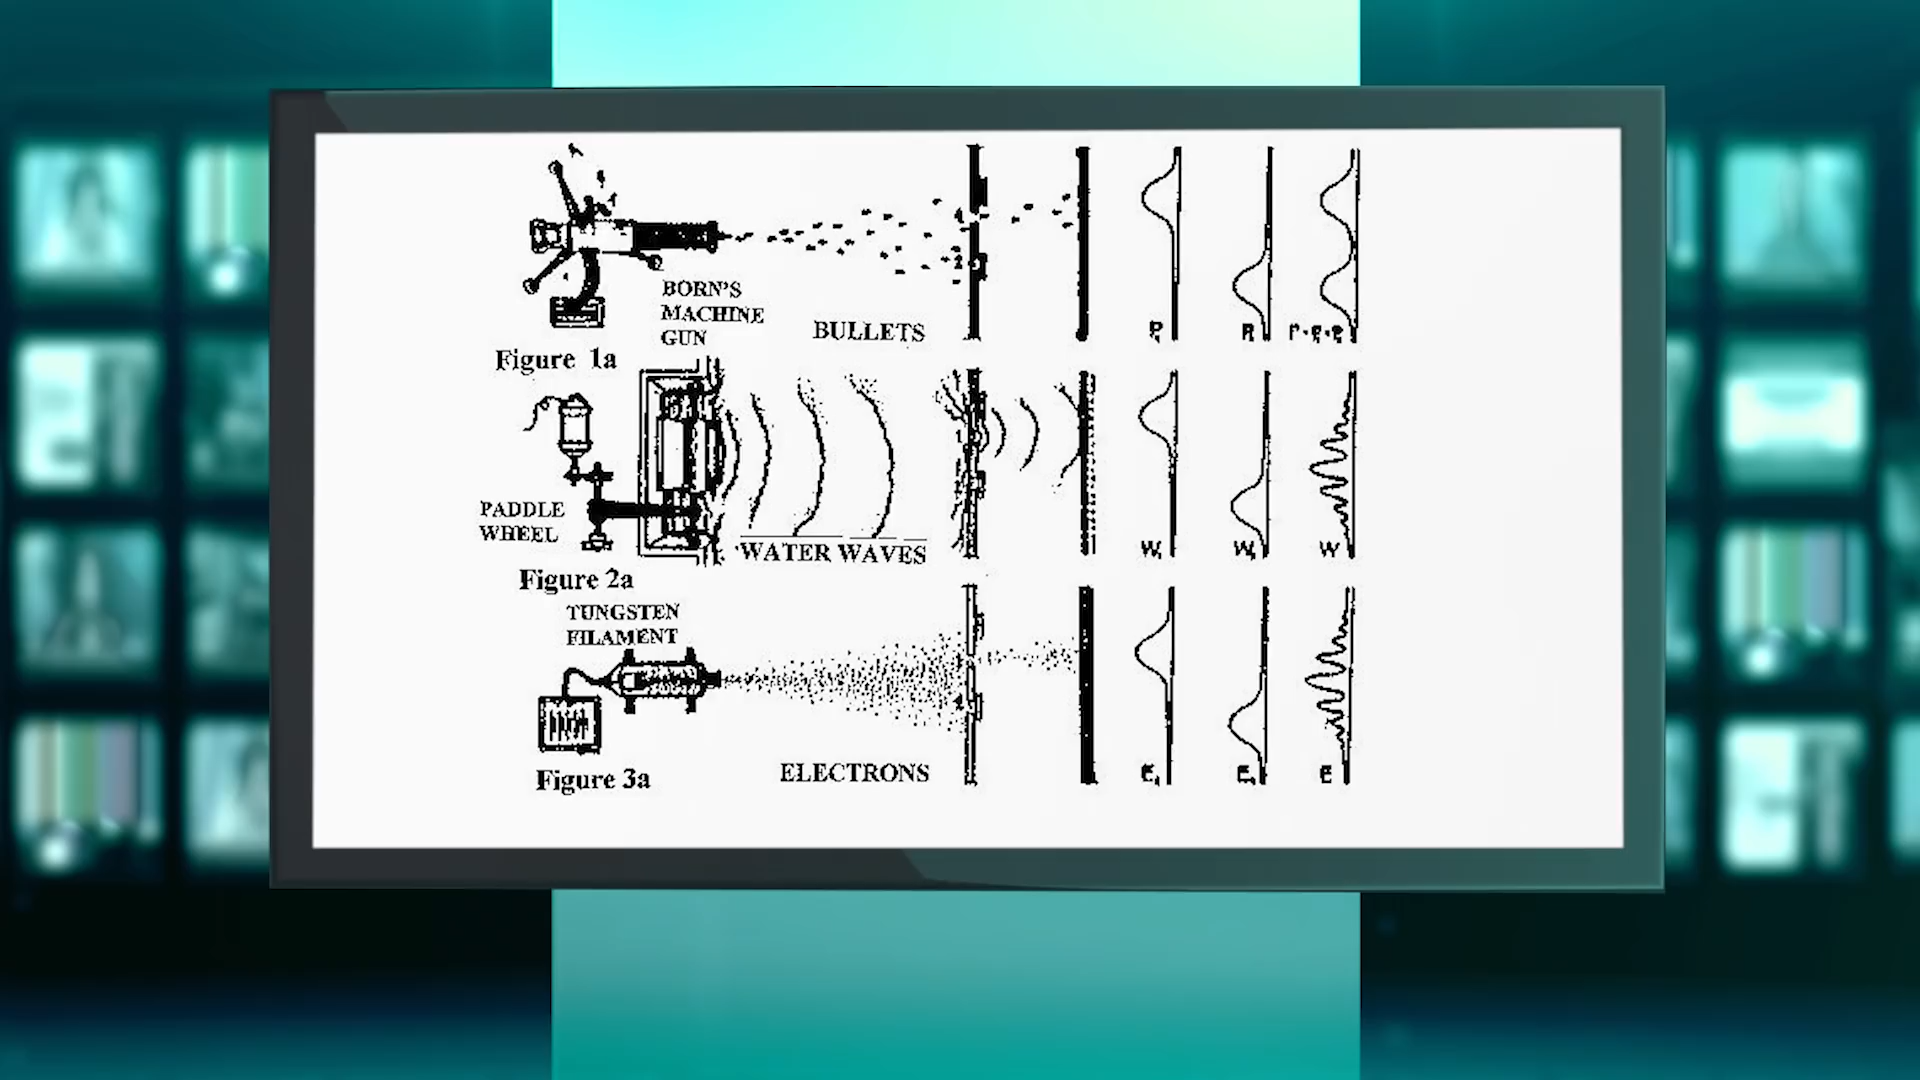 BORN'S
MACHINE
GUN
BULLETS
Figure 1a
PADDLE
WHEEL
WATER WAVES
Figure 2a
TUNGSTEN
FILAMENT
ELECTRONS
Figure 3a
W
E